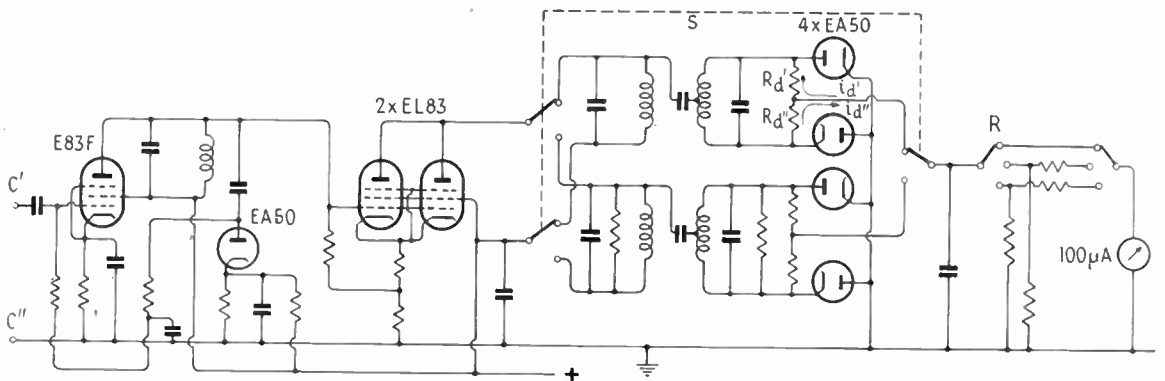 S
4xEA50
2xEL83
E83F
R
Rd'
id'
Rd"
id"
C'
EA50
100μA
C"
+